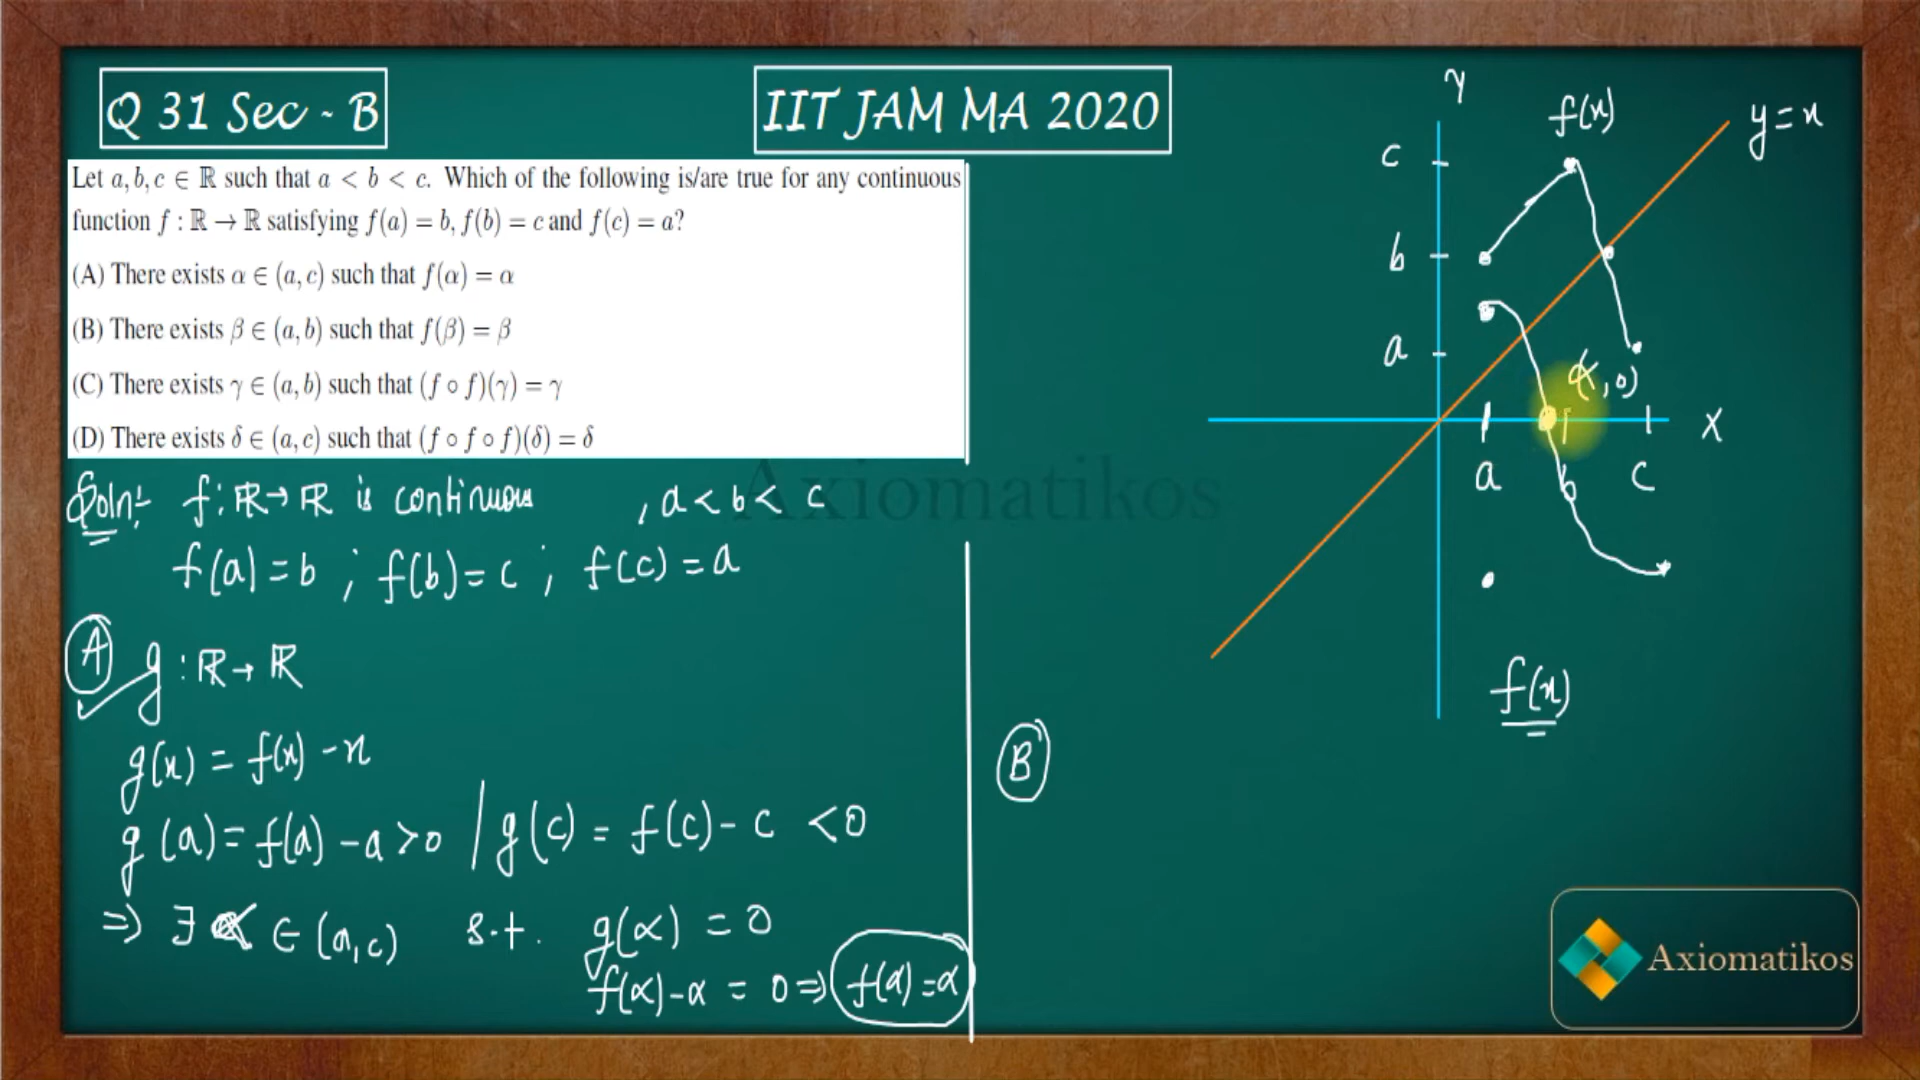 Q 31 Sec - B
IIT JAM MA 2020
Let a, b, c ∈ ℝ such that a < b < c. Which of the following is/are true for any continuous
function f : ℝ → ℝ satisfying f(a) = b, f(b) = c and f(c) = a?
(A) There exists α ∈ (a, c) such that f(α) = α
(B) There exists β ∈ (a, b) such that f(β) = β
(C) There exists γ ∈ (a, b) such that (f ∘ f)(γ) = γ
(D) There exists δ ∈ (a, c) such that (f ∘ f ∘ f)(δ) = δ
Soln:- f : ℝ → ℝ is continuous , a < b < c
f(a) = b ; f(b) = c ; f(c) = a
A g : ℝ → ℝ
g(x) = f(x) - x
g(a) = f(a) - a > 0 / g(c) = f(c) - c < 0
⇒ ∃ α ∈ (a, c) s.t. g(α) = 0
f(α) - α = 0 ⇒ f(α) = α
B
Y
f(x)
y = x
c
b
a
(α, 0)
X
a
b
c
f(x)
Axiomatikos
Axiomatikos